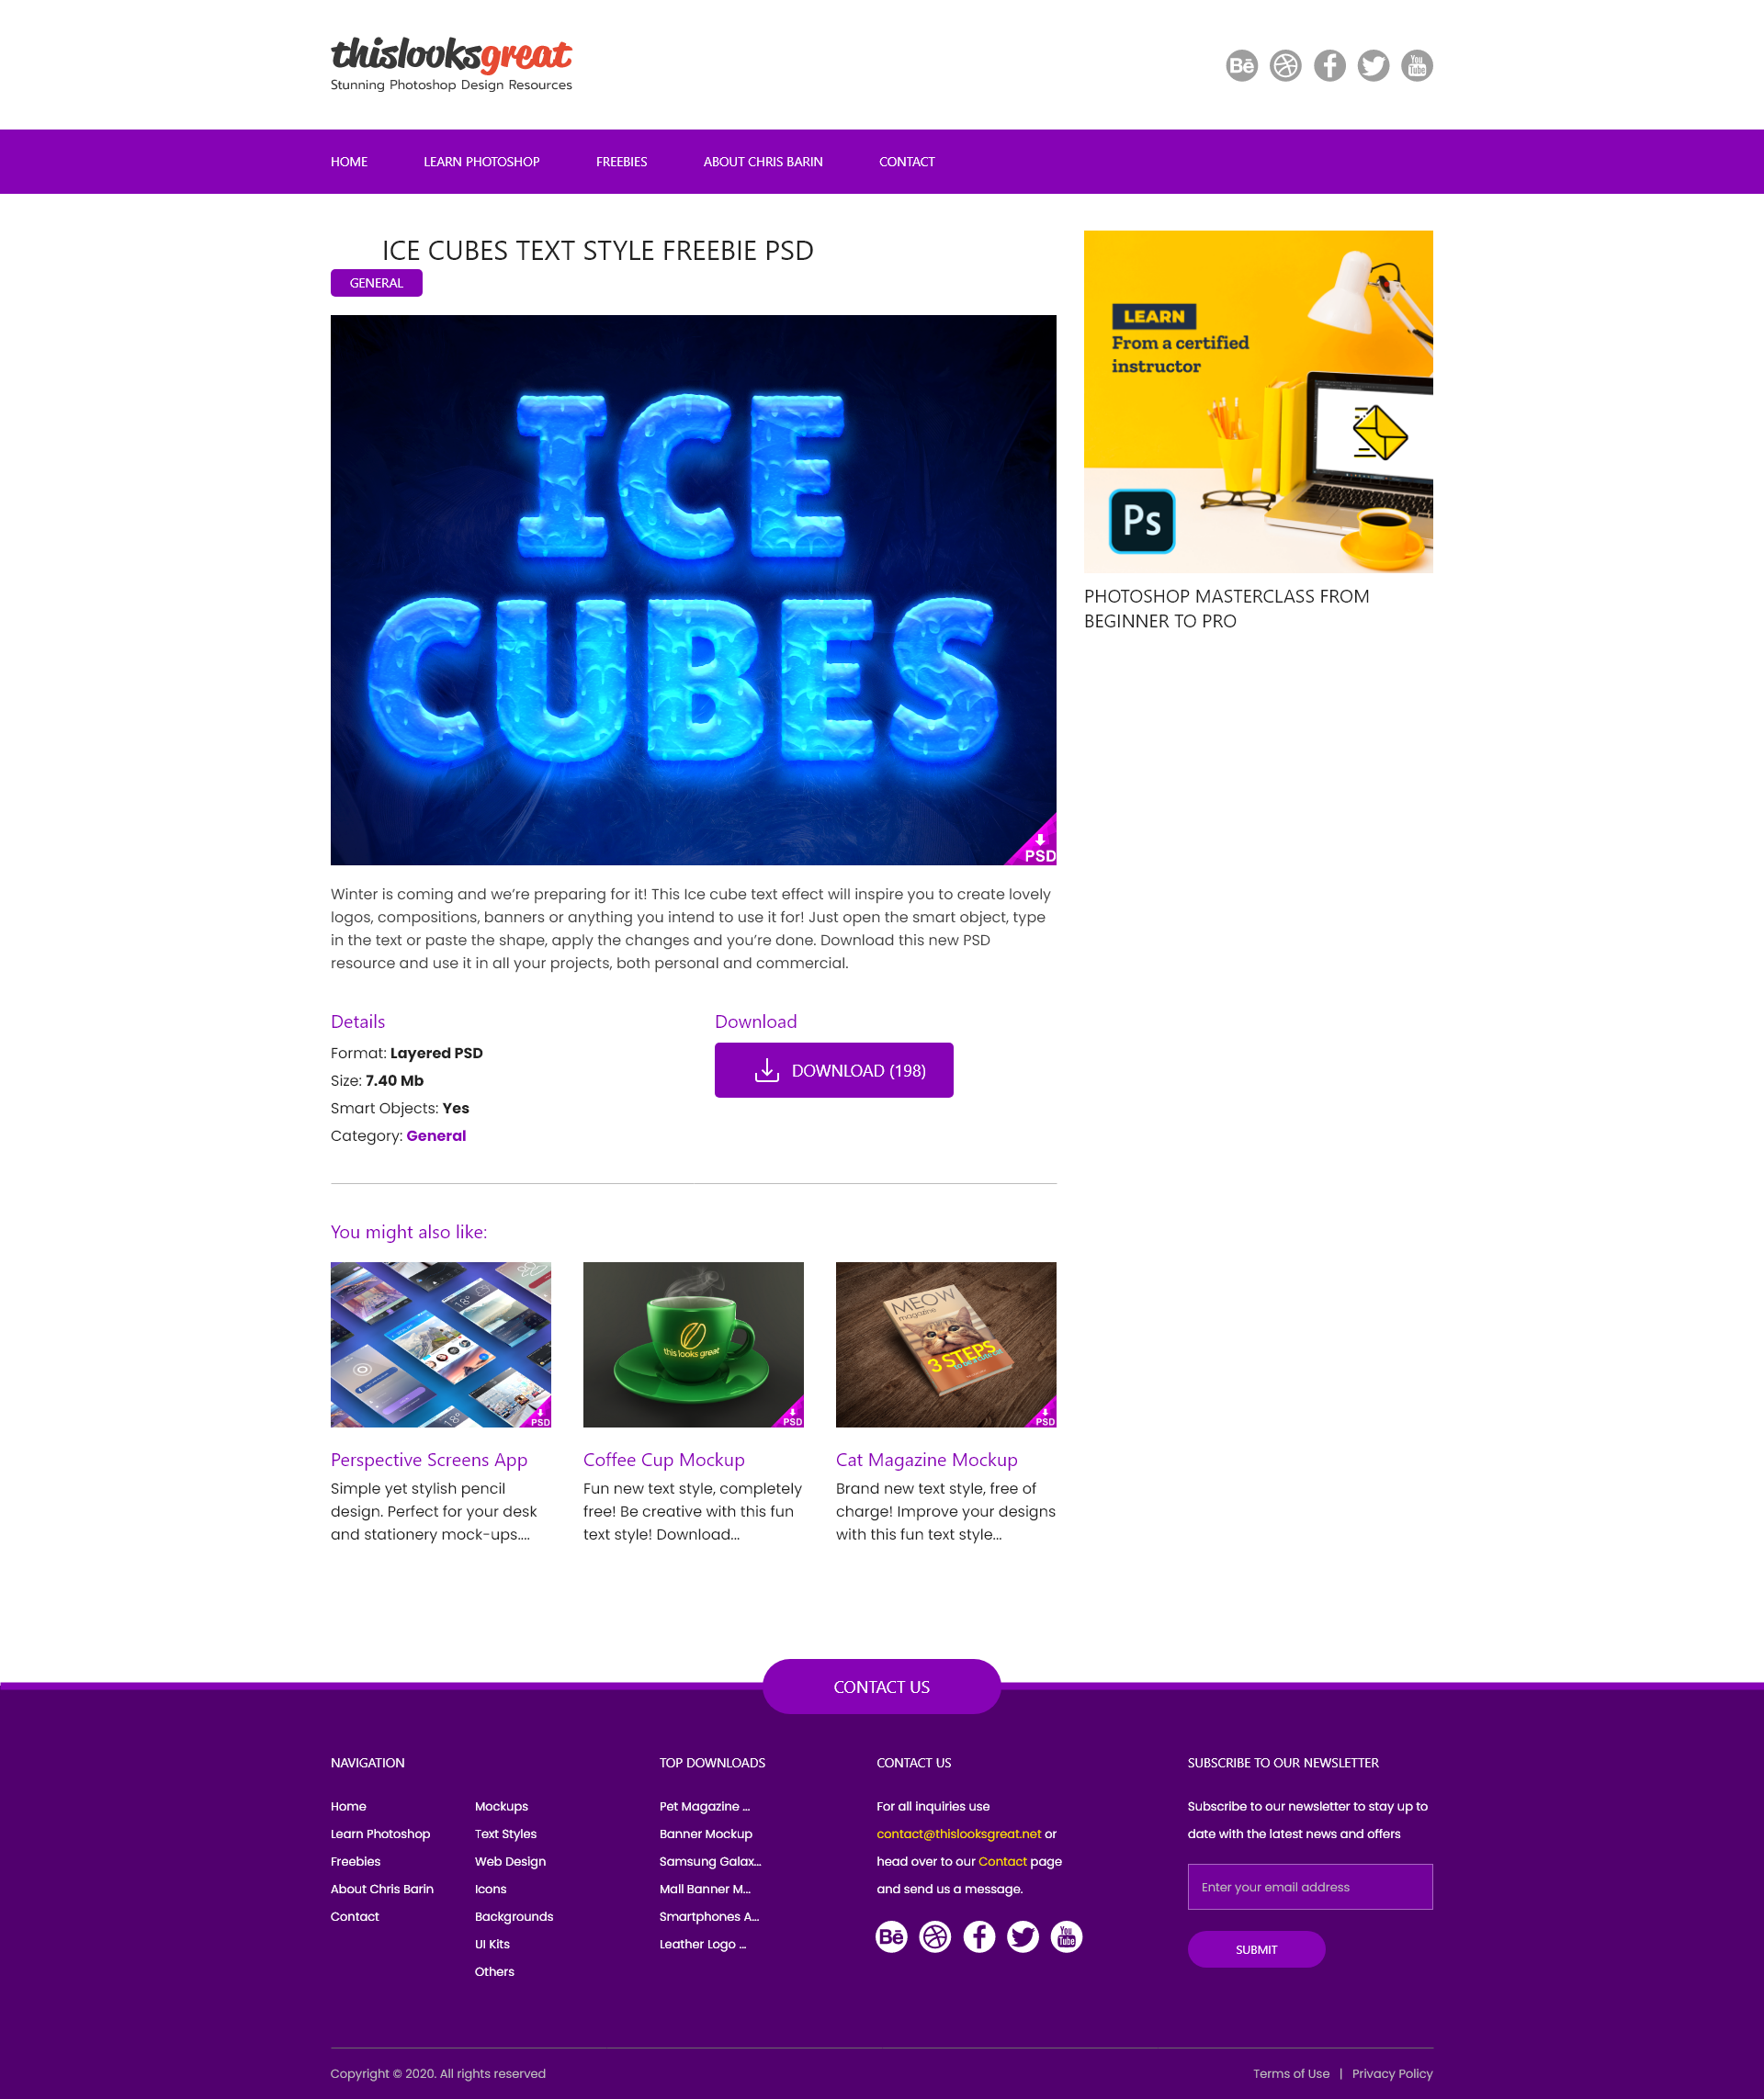 thislooksgreat
Stunning Photoshop Design Resources
Bē
You
Tube
HOME
LEARN PHOTOSHOP
FREEBIES
ABOUT CHRIS BARIN
CONTACT
ICE CUBES TEXT STYLE FREEBIE PSD
GENERAL
ICE
CUBES
PSD
LEARN
From a certified
instructor
Ps
PHOTOSHOP MASTERCLASS FROM
BEGINNER TO PRO
Winter is coming and we’re preparing for it! This Ice cube text effect will inspire you to create lovely
logos, compositions, banners or anything you intend to use it for! Just open the smart object, type
in the text or paste the shape, apply the changes and you’re done. Download this new PSD
resource and use it in all your projects, both personal and commercial.
Details
Format: Layered PSD
Size: 7.40 Mb
Smart Objects: Yes
Category: General
Download
DOWNLOAD (198)
You might also like:
18°
18°
PSD
this looks great
PSD
MEOW
magazine
3 STEPS
PSD
Perspective Screens App
Simple yet stylish pencil
design. Perfect for your desk
and stationery mock-ups....
Coffee Cup Mockup
Fun new text style, completely
free! Be creative with this fun
text style! Download...
Cat Magazine Mockup
Brand new text style, free of
charge! Improve your designs
with this fun text style...
CONTACT US
NAVIGATION
Home
Learn Photoshop
Freebies
About Chris Barin
Contact
Mockups
Text Styles
Web Design
Icons
Backgrounds
UI Kits
Others
TOP DOWNLOADS
Pet Magazine ...
Banner Mockup
Samsung Galax...
Mall Banner M...
Smartphones A...
Leather Logo ...
CONTACT US
For all inquiries use
contact@thislooksgreat.net or
head over to our Contact page
and send us a message.
Bē
You
Tube
SUBSCRIBE TO OUR NEWSLETTER
Subscribe to our newsletter to stay up to
date with the latest news and offers
Enter your email address
SUBMIT
Copyright © 2020. All rights reserved
Terms of Use | Privacy Policy